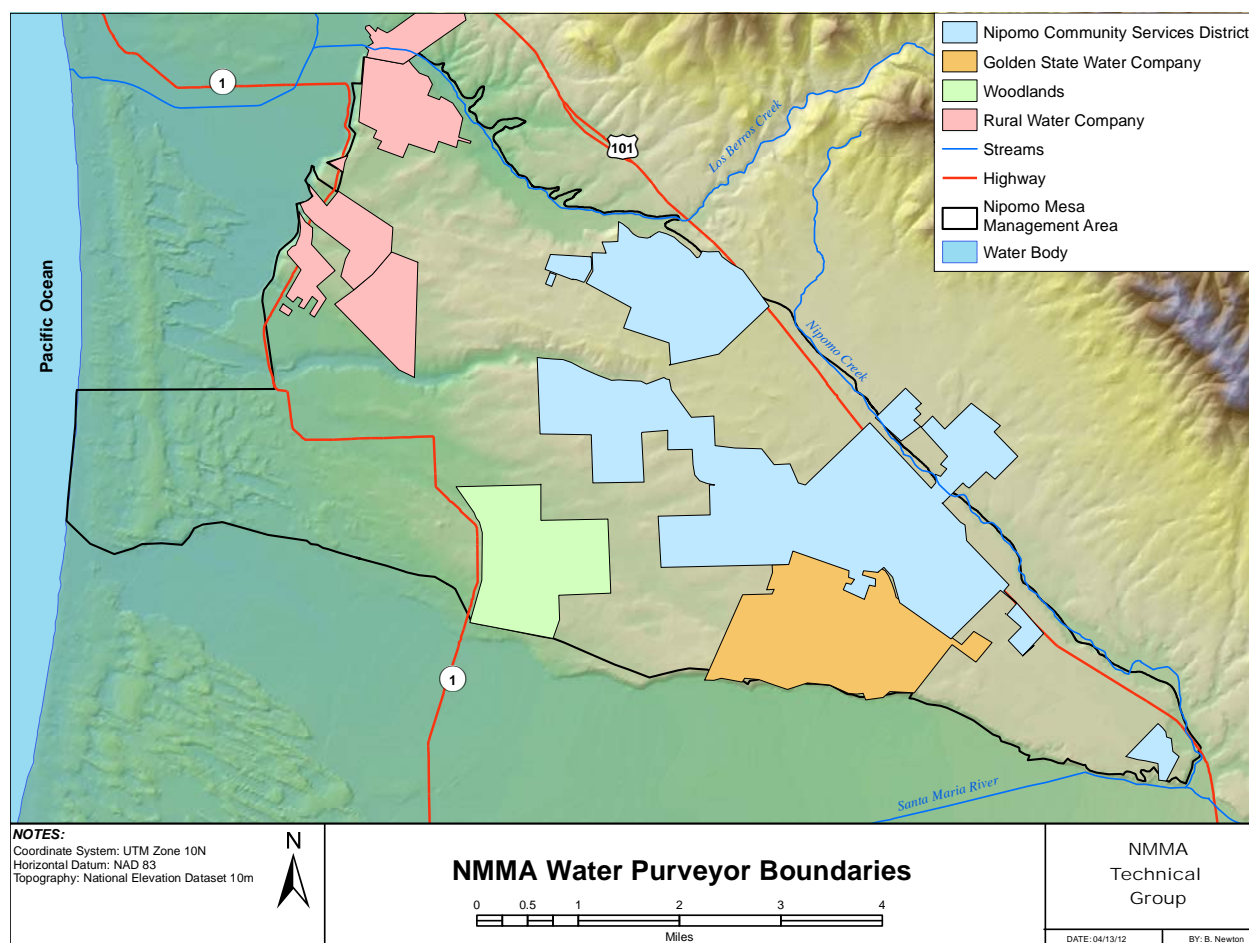 Nipomo Community Services District
Golden State Water Company
Woodlands
Rural Water Company
Streams
Highway
Nipomo Mesa
Management Area
Water Body
1
101
Los Berros Creek
Pacific Ocean
Nipomo Creek
1
Santa Maria River
NOTES:
Coordinate System: UTM Zone 10N
Horizontal Datum: NAD 83
Topography: National Elevation Dataset 10m
N
NMMA Water Purveyor Boundaries
0 0.5 1 2 3 4
Miles
NMMA
Technical
Group
DATE: 04/13/12
BY: B. Newton